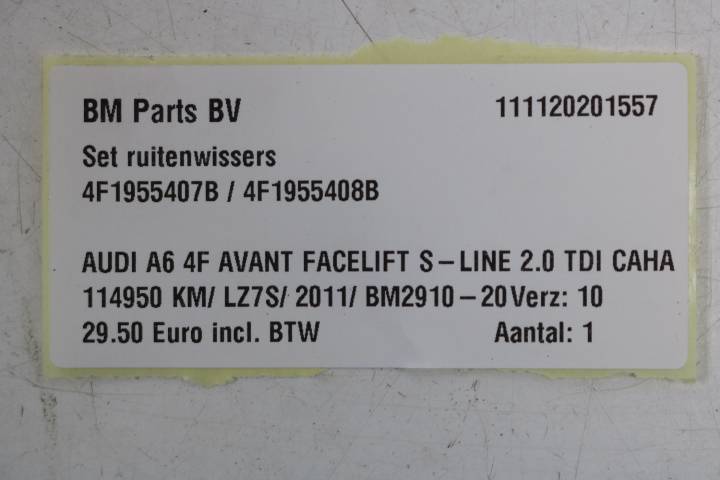 BM Parts BV 111120201557
Set ruitenwissers
4F1955407B / 4F1955408B
AUDI A6 4F AVANT FACELIFT S-LINE 2.0 TDI CAHA
114950 KM/ LZ7S/ 2011/ BM2910-20 Verz: 10
29.50 Euro incl. BTW Aantal: 1